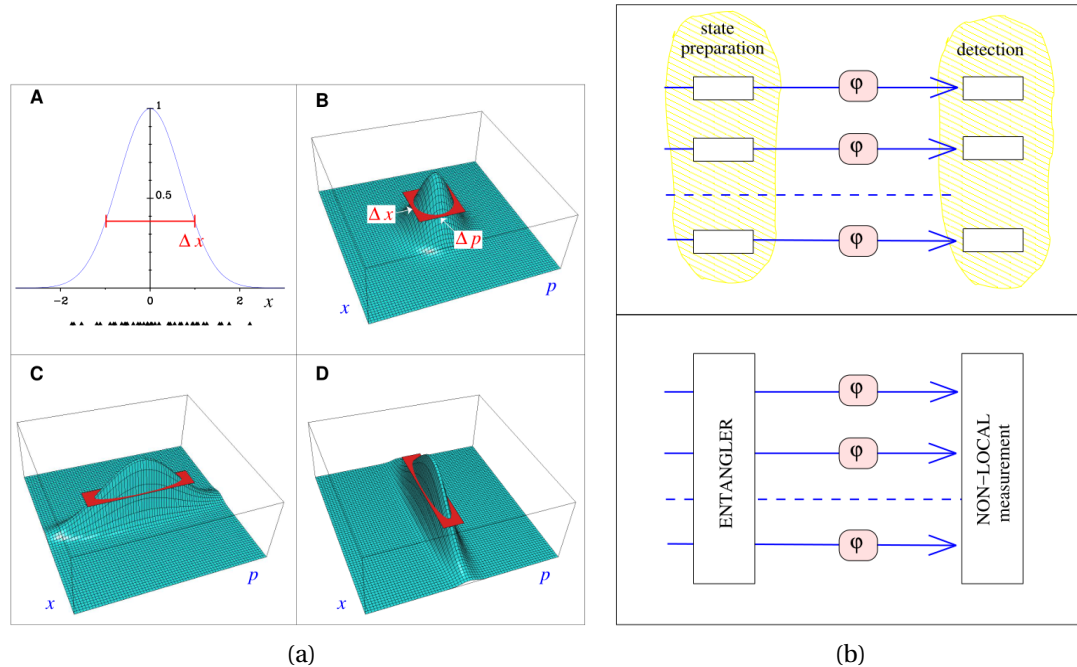 A
1
0.5
Δ x
−2
0
2
x
B
Δ x
Δ p
x
p
C
x
p
D
x
p
(a)
state
preparation
detection
φ
φ
φ
ENTANGLER
φ
φ
φ
NON−LOCAL
measurement
(b)